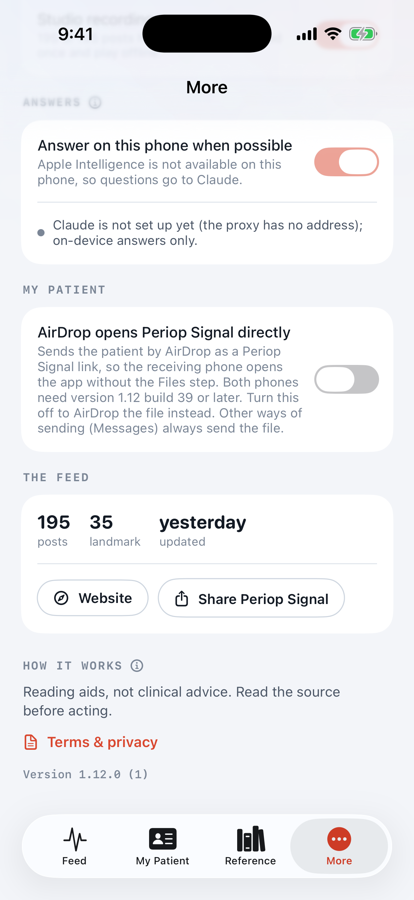 9:41
More
ANSWERS
Answer on this phone when possible
Apple Intelligence is not available on this
phone, so questions go to Claude.
Claude is not set up yet (the proxy has no address);
on-device answers only.
MY PATIENT
AirDrop opens Periop Signal directly
Sends the patient by AirDrop as a Periop
Signal link, so the receiving phone opens
the app without the Files step. Both phones
need version 1.12 build 39 or later. Turn this
off to AirDrop the file instead. Other ways of
sending (Messages) always send the file.
THE FEED
195 35 yesterday
posts landmark updated
Website Share Periop Signal
HOW IT WORKS
Reading aids, not clinical advice. Read the source
before acting.
Terms & privacy
Version 1.12.0 (1)
Feed My Patient Reference More